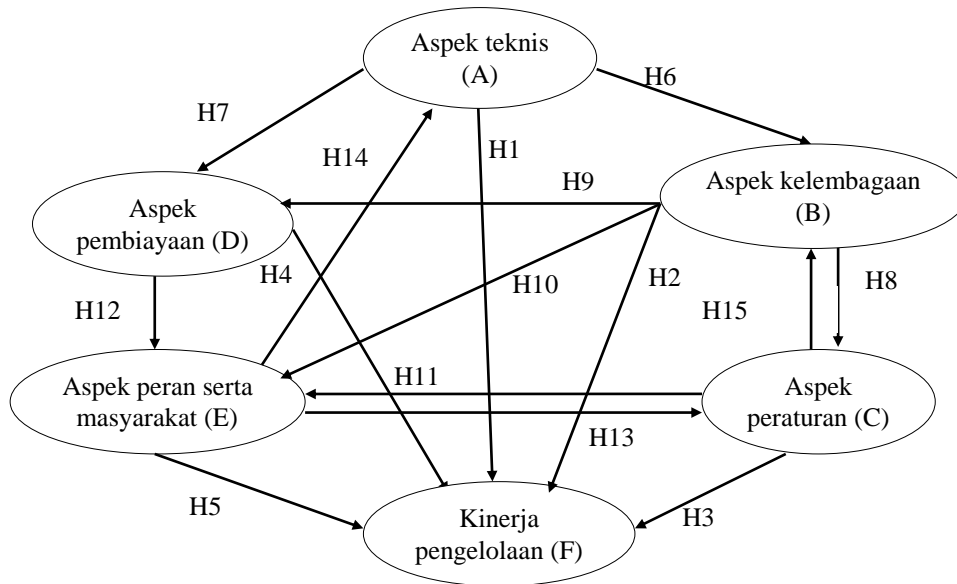 Aspek teknis
(A)
H6
H7
H14
H1
Aspek kelembagaan
(B)
H9
Aspek
pembiayaan (D)
H4
H10
H2
H8
H12
H15
H11
Aspek peran serta
masyarakat (E)
Aspek
peraturan (C)
H13
H5
H3
Kinerja
pengelolaan (F)